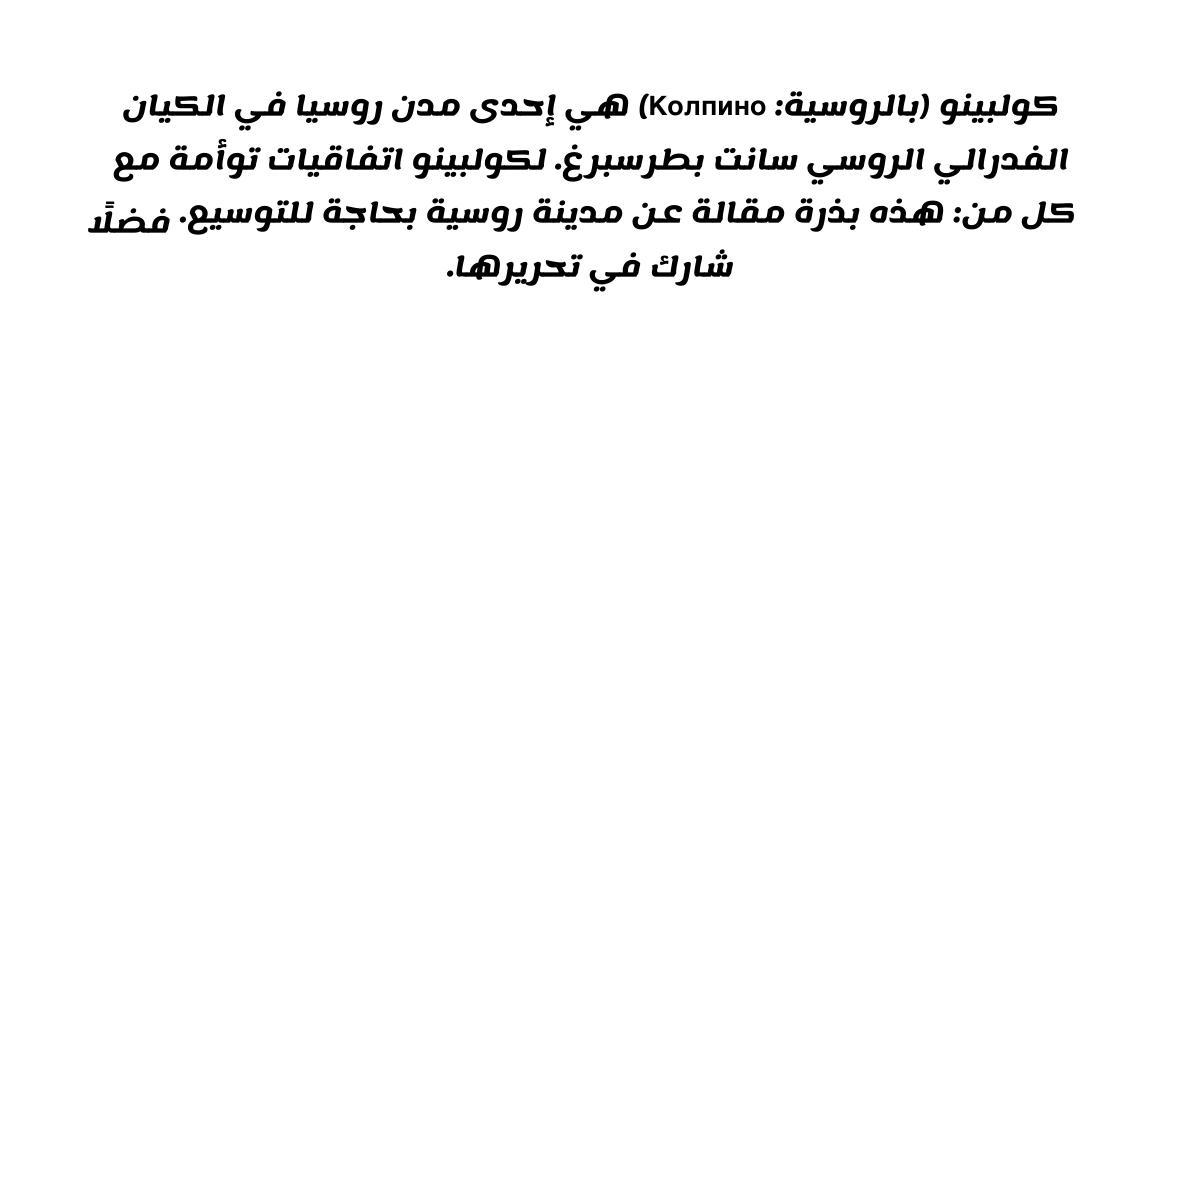 كولبينو (بالروسية: Колпино) هي إحدى مدن روسيا في الكيان
الفدرالي الروسي سانت بطرسبرغ. لكولبينو اتفاقيات توأمة مع
كل من: هذه بذرة مقالة عن مدينة روسية بحاجة للتوسيع. فضلًا
شارك في تحريرها.